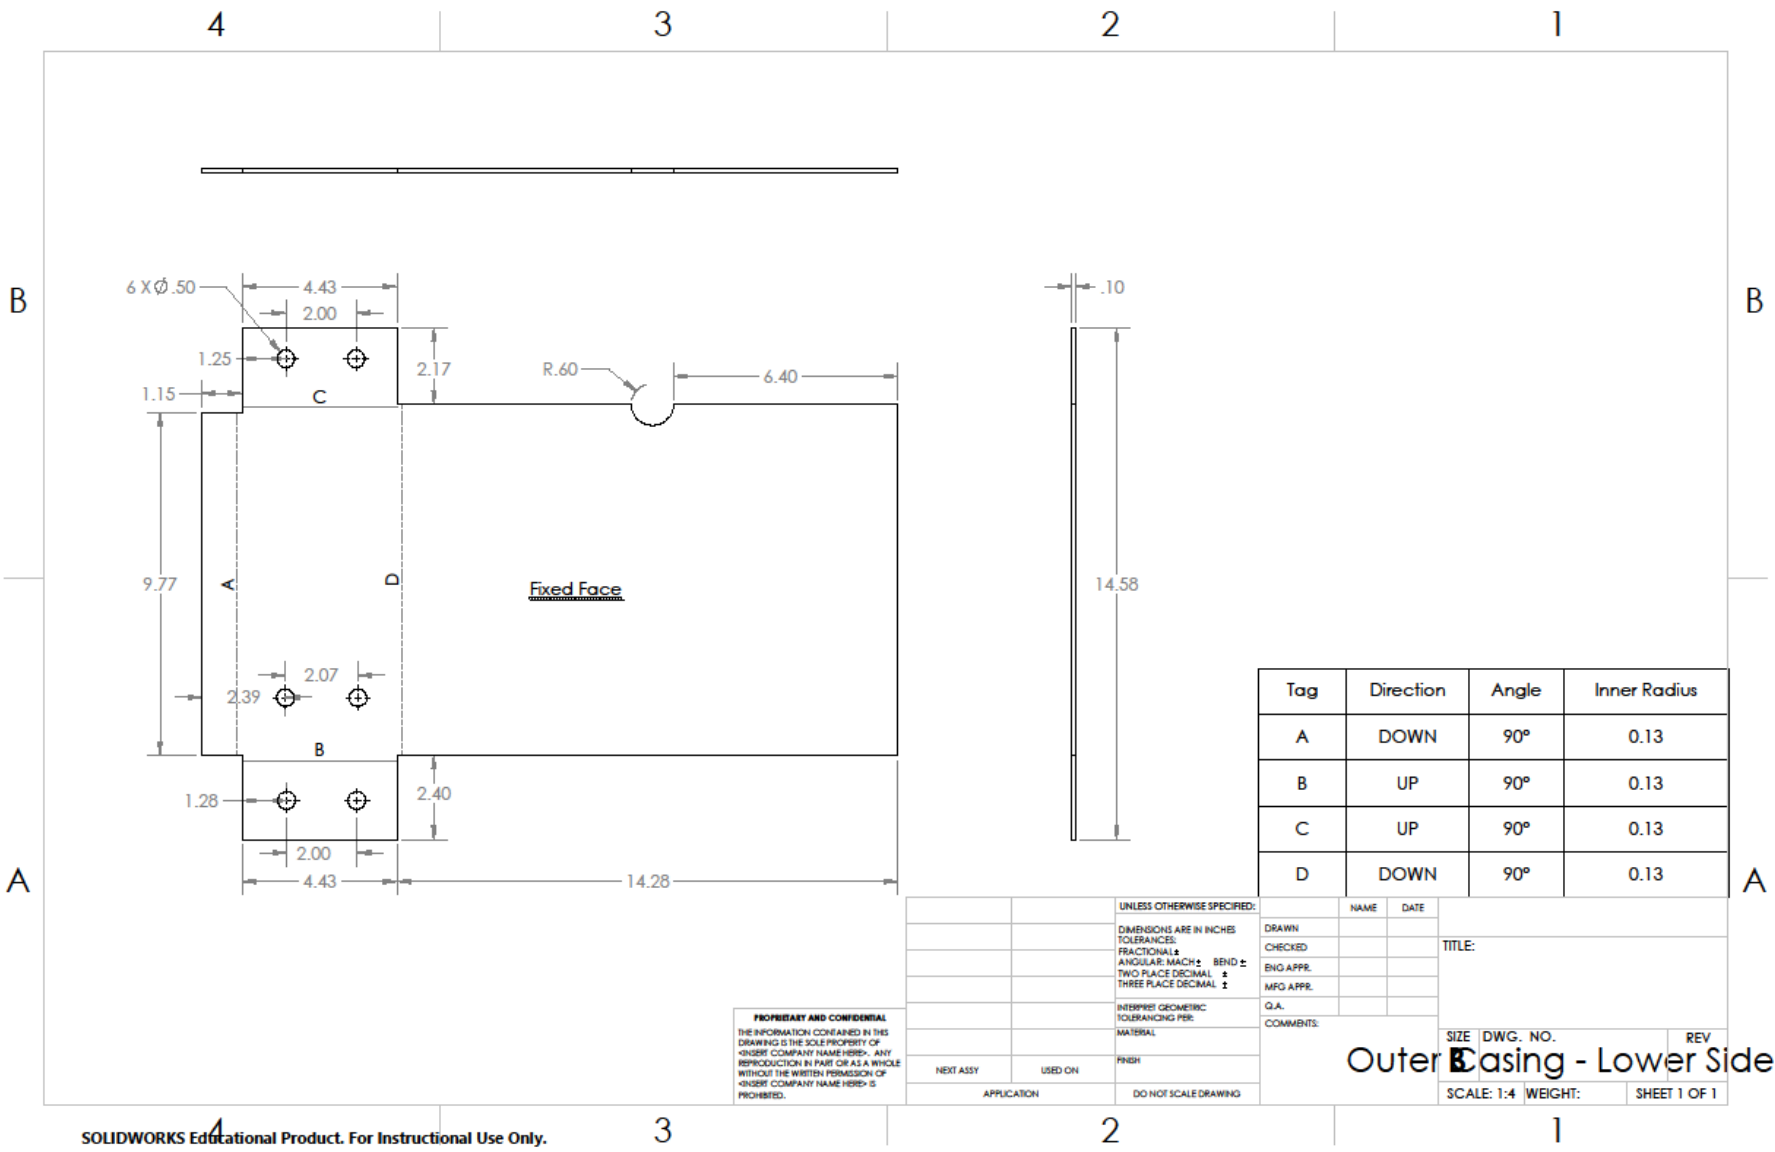 4 3 2 1
B B
6 X Ø .50
4.43
2.00
1.25
1.15
C
2.17
R.60
6.40
.10
9.77
A
D
Fixed Face
14.58
2.07
2.39
B
1.28
2.40
2.00
4.43
14.28
A A
Tag Direction Angle Inner Radius
A DOWN 90° 0.13
B UP 90° 0.13
C UP 90° 0.13
D DOWN 90° 0.13
UNLESS OTHERWISE SPECIFIED:
DIMENSIONS ARE IN INCHES
TOLERANCES:
FRACTIONAL ±
ANGULAR: MACH ± BEND ±
TWO PLACE DECIMAL ±
THREE PLACE DECIMAL ±
INTERPRET GEOMETRIC
TOLERANCING PER:
MATERIAL
FINISH
DO NOT SCALE DRAWING
NAME DATE
DRAWN
CHECKED
ENG APPR.
MFG APPR.
Q.A.
COMMENTS:
TITLE:
SIZE DWG. NO. REV
B
Outer Casing - Lower Side
SCALE: 1:4 WEIGHT: SHEET 1 OF 1
PROPRIETARY AND CONFIDENTIAL
THE INFORMATION CONTAINED IN THIS
DRAWING IS THE SOLE PROPERTY OF
<INSERT COMPANY NAME HERE>. ANY
REPRODUCTION IN PART OR AS A WHOLE
WITHOUT THE WRITTEN PERMISSION OF
<INSERT COMPANY NAME HERE> IS
PROHIBITED.
NEXT ASSY USED ON
APPLICATION
4 3 2 1
SOLIDWORKS Educational Product. For Instructional Use Only.